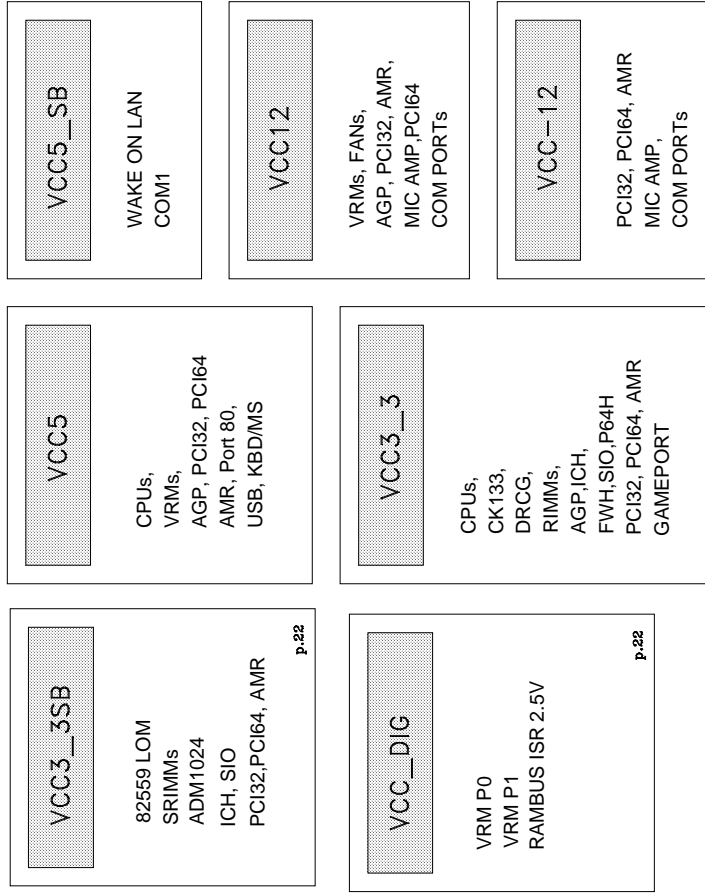 VCC3_3SB
82559 LOM
SRIMMs
ADM1024
ICH, SIO
PCI32,PCI64, AMR
p.22
VCC5
CPUs,
VRMs,
AGP, PCI32, PCI64
AMR, Port 80,
USB, KBD/MS
VCC5_SB
WAKE ON LAN
COM1
VCC_DIG
VRM P0
VRM P1
RAMBUS ISR 2.5V
p.22
VCC3_3
CPUs,
CK133,
DRCG,
RIMMs,
AGP,ICH,
FWH,SIO,P64H
PCI32, PCI64, AMR
GAMEPORT
VCC12
VRMs, FANs,
AGP, PCI32, AMR,
MIC AMP,PCI64
COM PORTs
VCC-12
PCI32, PCI64, AMR
MIC AMP,
COM PORTs